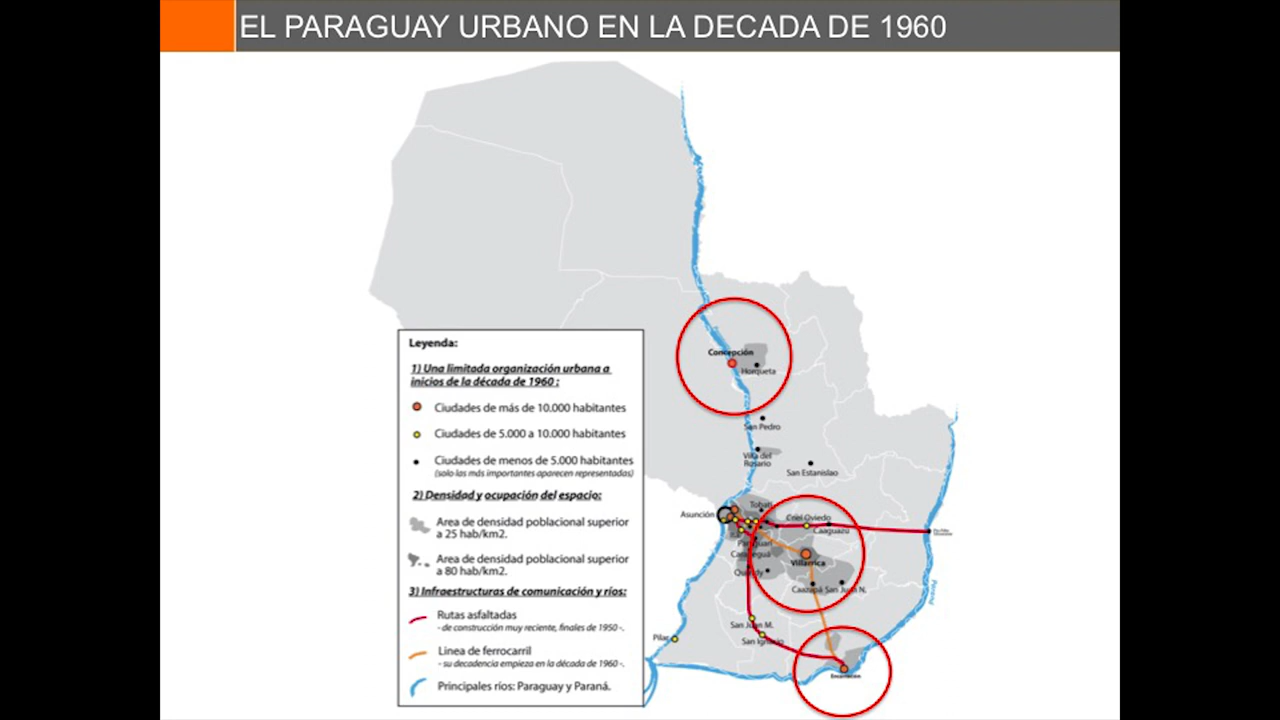 EL PARAGUAY URBANO EN LA DECADA DE 1960
Leyenda:
1) Una limitada organización urbana a
inicios de la década de 1960 :
Ciudades de más de 10.000 habitantes
Ciudades de 5.000 a 10.000 habitantes
Ciudades de menos de 5.000 habitantes
(solo las más importantes aparecen representadas)
2) Densidad y ocupación del espacio:
Area de densidad poblacional superior
a 25 hab/km2.
Area de densidad poblacional superior
a 80 hab/km2.
3) Infraestructuras de comunicación y ríos:
Rutas asfaltadas
- de construcción muy reciente, finales de 1950 -.
Linea de ferrocarril
- su decadencia empieza en la década de 1960 -.
Principales ríos: Paraguay y Paraná.
Concepción
Horqueta
San Pedro
Villa del
Rosario
San Estanislao
Asunción
Tobati
Cnel Oviedo
Caaguazu
Ita
Paraguari
Carapeguá
Villarrica
Quiindy
Caazapá San Juan N.
San Juan M.
San Ignacio
Pilar
Encarnación
Paraná